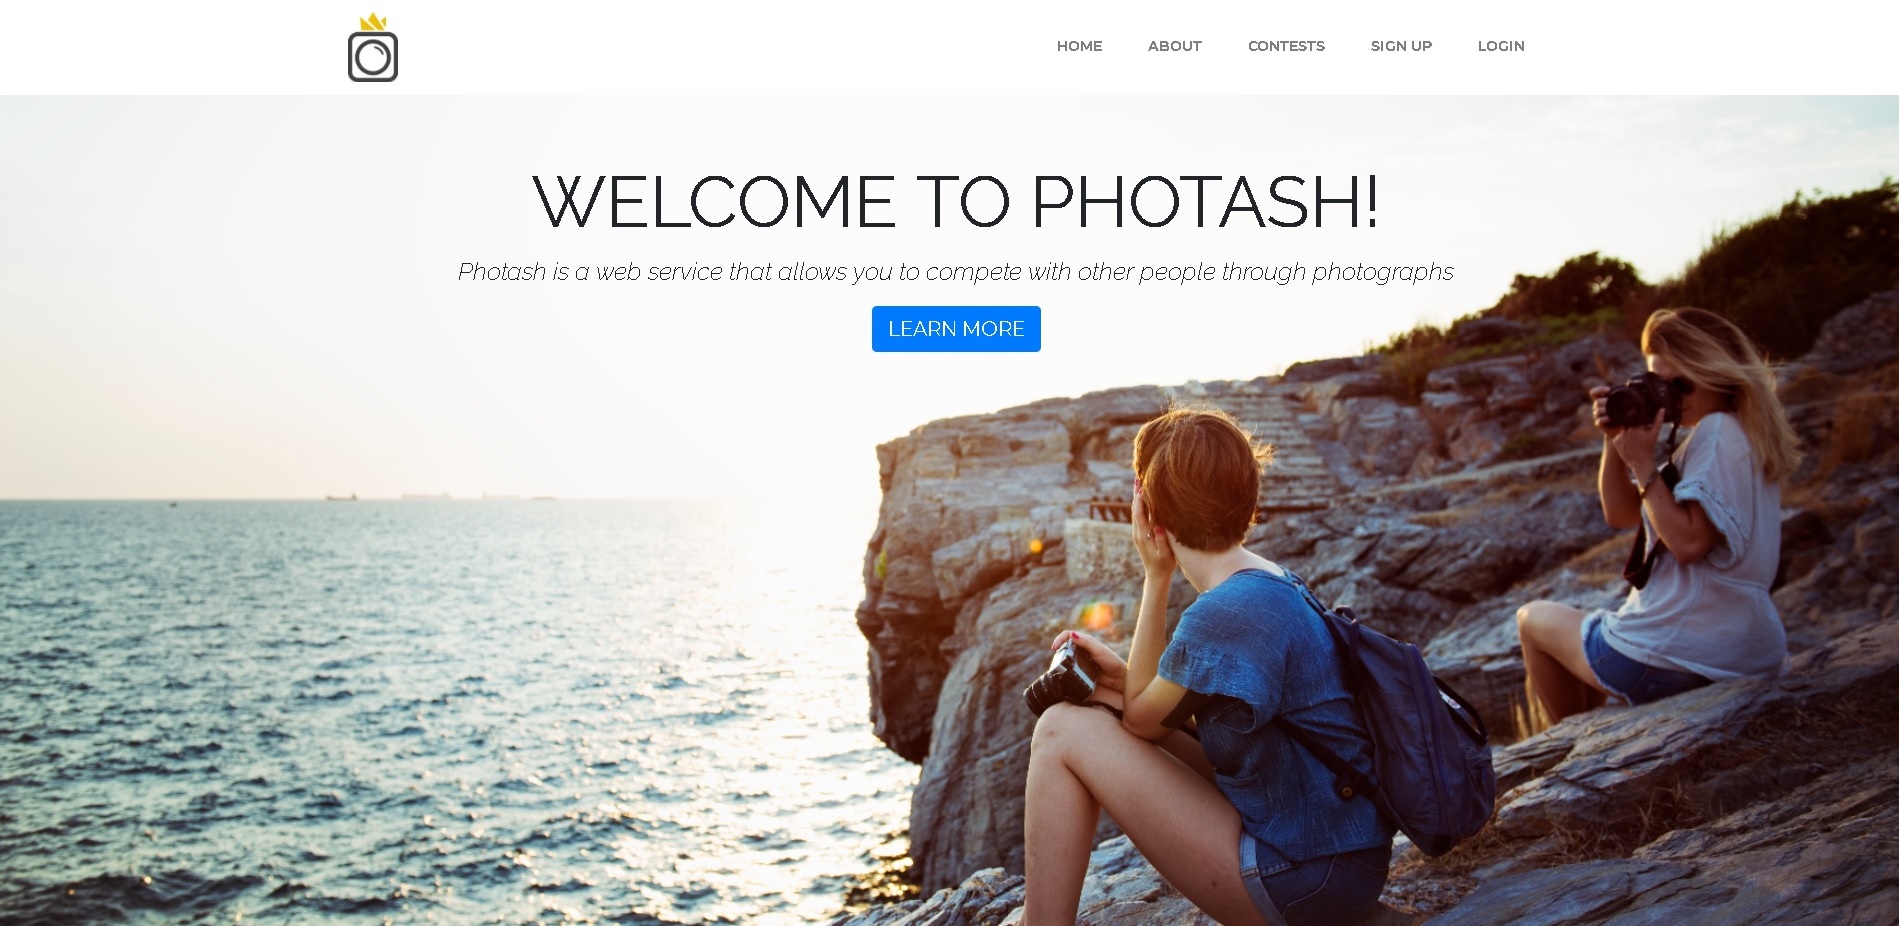 HOME ABOUT CONTESTS SIGN UP LOGIN
WELCOME TO PHOTASH!
Photash is a web service that allows you to compete with other people through photographs
LEARN MORE